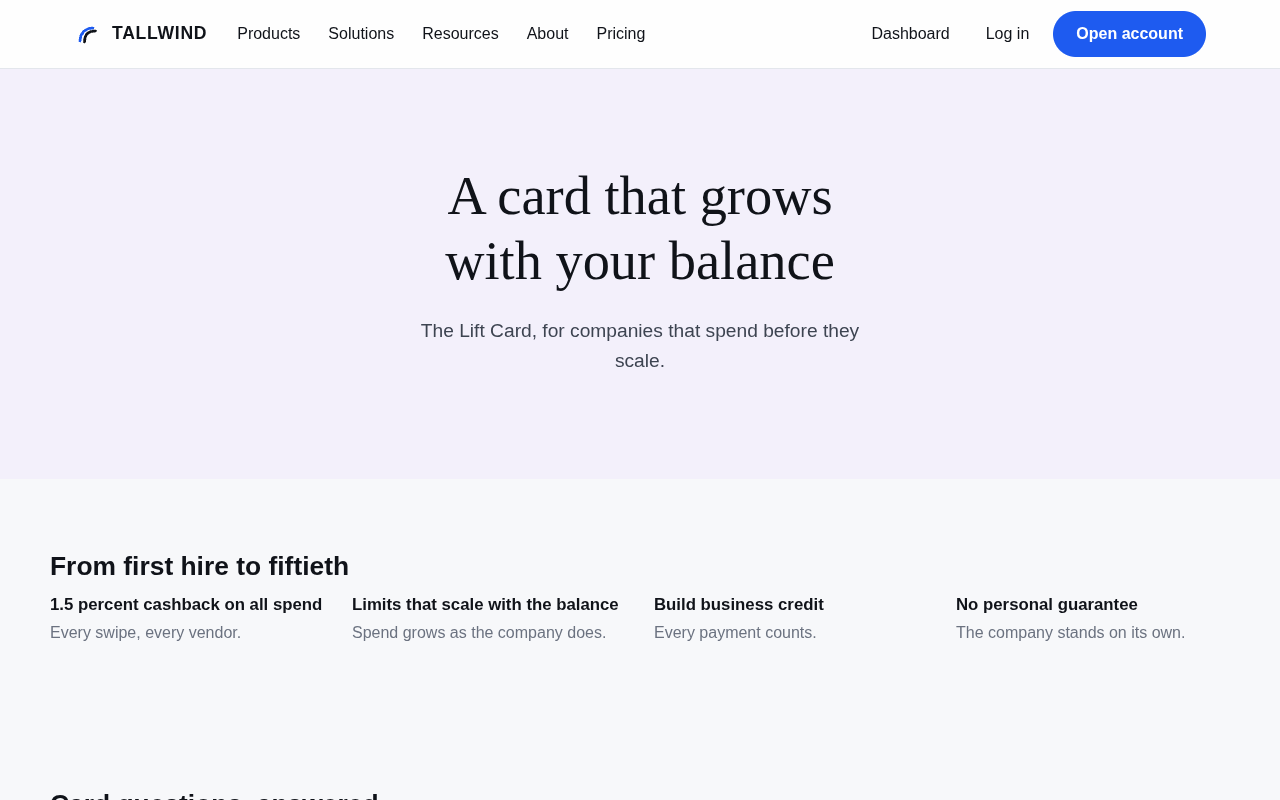 TALLWIND
Products
Solutions
Resources
About
Pricing
Dashboard
Log in
Open account
A card that grows
with your balance
The Lift Card, for companies that spend before they
scale.
From first hire to fiftieth
1.5 percent cashback on all spend
Every swipe, every vendor.
Limits that scale with the balance
Spend grows as the company does.
Build business credit
Every payment counts.
No personal guarantee
The company stands on its own.
Card questions, answered